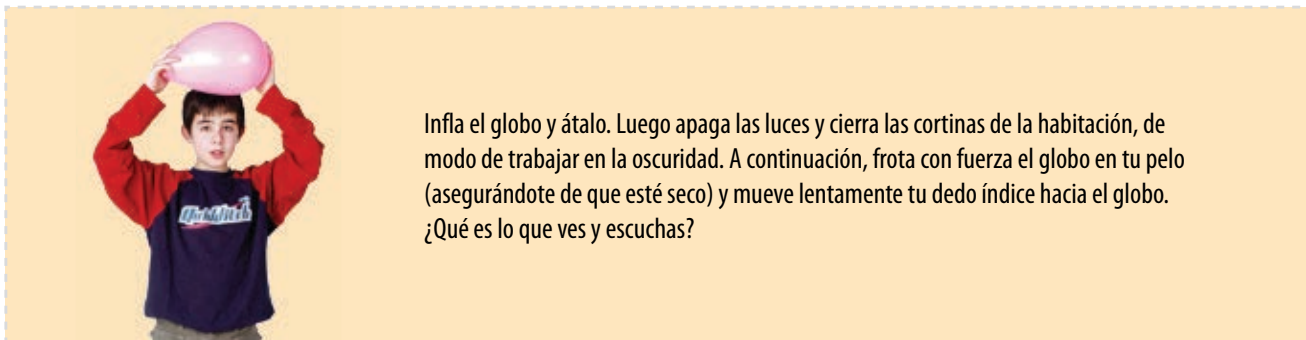 Infla el globo y átalo. Luego apaga las luces y cierra las cortinas de la habitación, de
modo de trabajar en la oscuridad. A continuación, frota con fuerza el globo en tu pelo
(asegurándote de que esté seco) y mueve lentamente tu dedo índice hacia el globo.
¿Qué es lo que ves y escuchas?